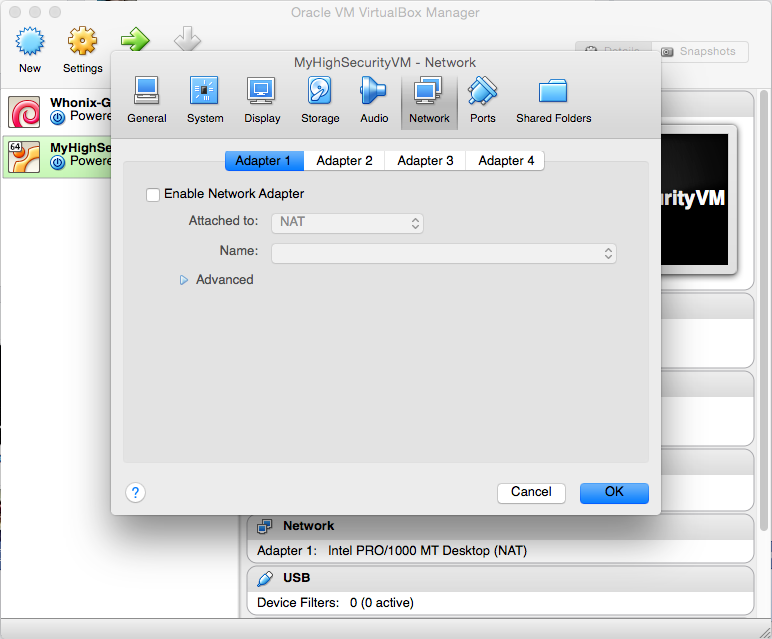 Oracle VM VirtualBox Manager
New
Settings
Details
Snapshots
MyHighSecurityVM - Network
General
System
Display
Storage
Audio
Network
Ports
Shared Folders
Whonix-G
Powere
64
MyHighSe
Powere
Adapter 1
Adapter 2
Adapter 3
Adapter 4
Enable Network Adapter
Attached to:
NAT
Name:
Advanced
rityVM
?
Cancel
OK
Network
Adapter 1: Intel PRO/1000 MT Desktop (NAT)
USB
Device Filters: 0 (0 active)